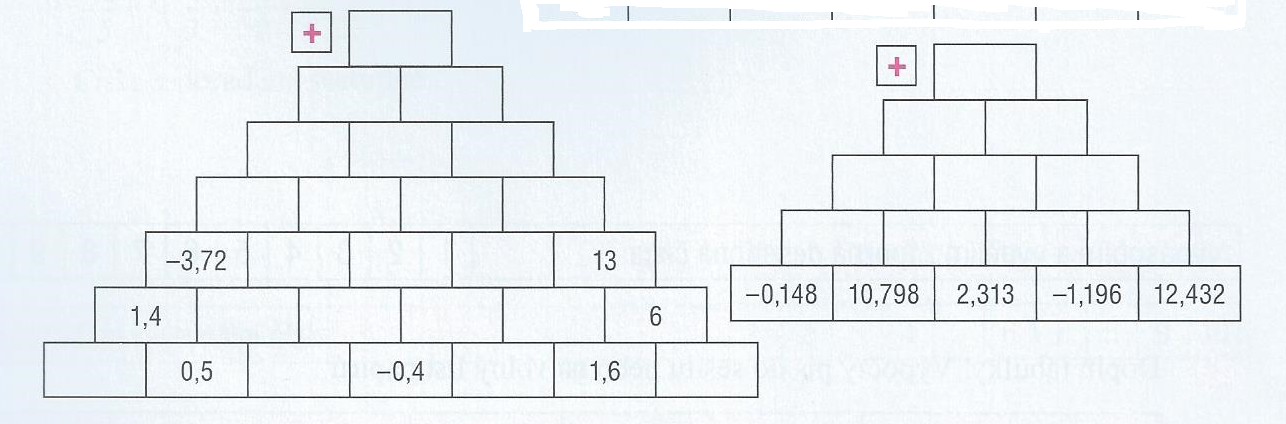 +
+
–3,72 13
1,4 6
0,5 –0,4 1,6
–0,148 10,798 2,313 –1,196 12,432